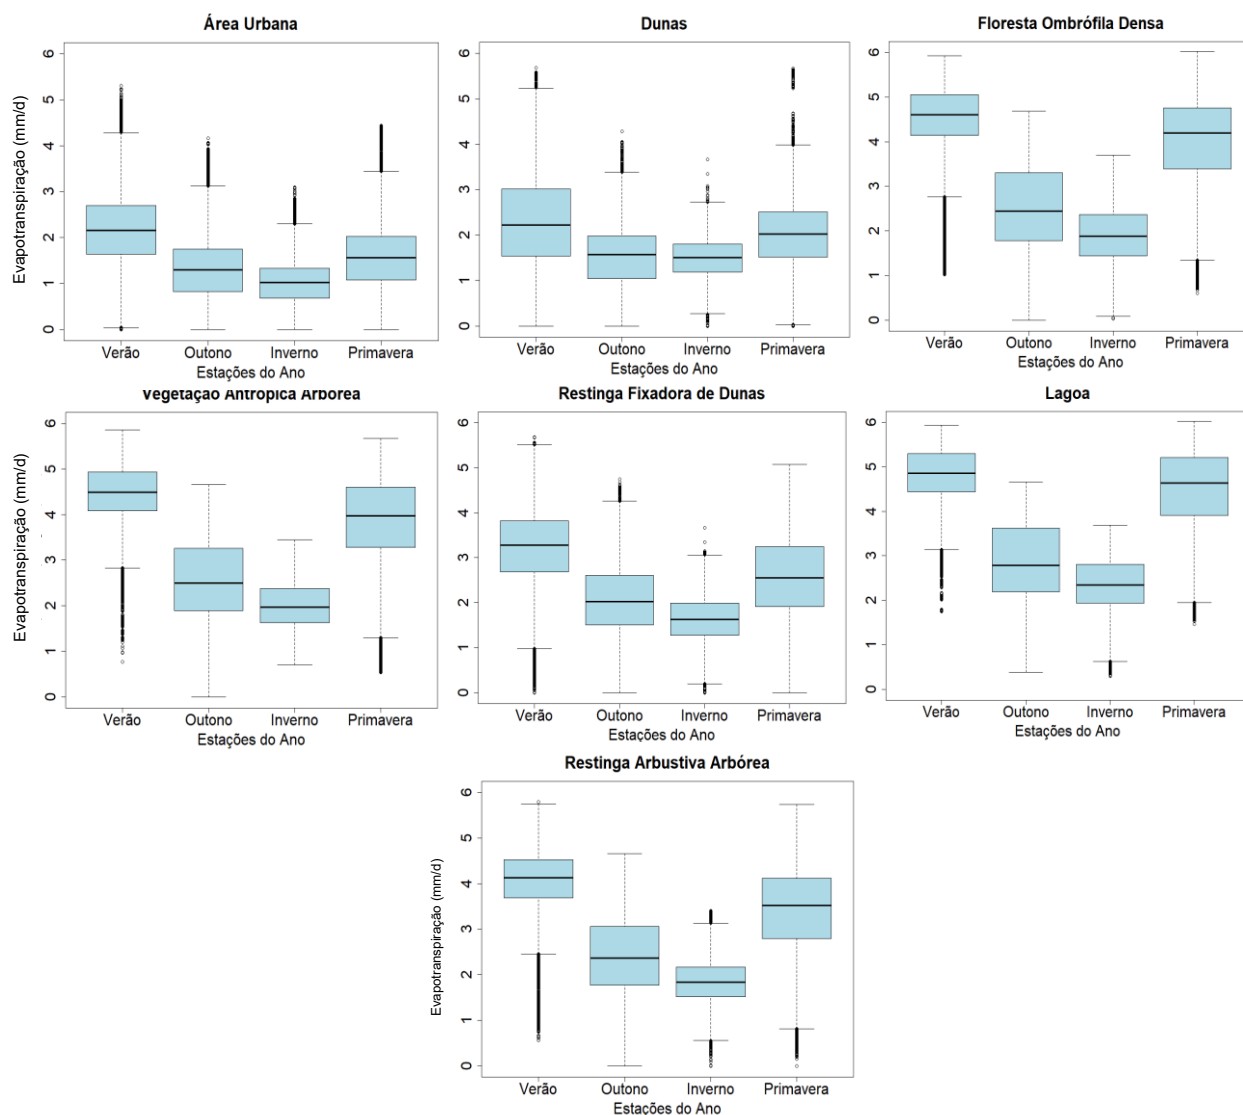 Área Urbana
Evapotranspiração (mm/d)
6
5
4
3
2
1
0
Verão Outono Inverno Primavera
Estações do Ano
Dunas
6
5
4
3
2
1
0
Verão Outono Inverno Primavera
Estações do Ano
Floresta Ombrófila Densa
6
5
4
3
2
1
0
Verão Outono Inverno Primavera
Estações do Ano
Vegetação Antrópica Arbórea
Evapotranspiração (mm/d)
6
5
4
3
2
1
0
Verão Outono Inverno Primavera
Estações do Ano
Restinga Fixadora de Dunas
6
5
4
3
2
1
0
Verão Outono Inverno Primavera
Estações do Ano
Lagoa
6
5
4
3
2
1
0
Verão Outono Inverno Primavera
Estações do Ano
Restinga Arbustiva Arbórea
Evapotranspiração (mm/d)
6
5
4
3
2
1
0
Verão Outono Inverno Primavera
Estações do Ano